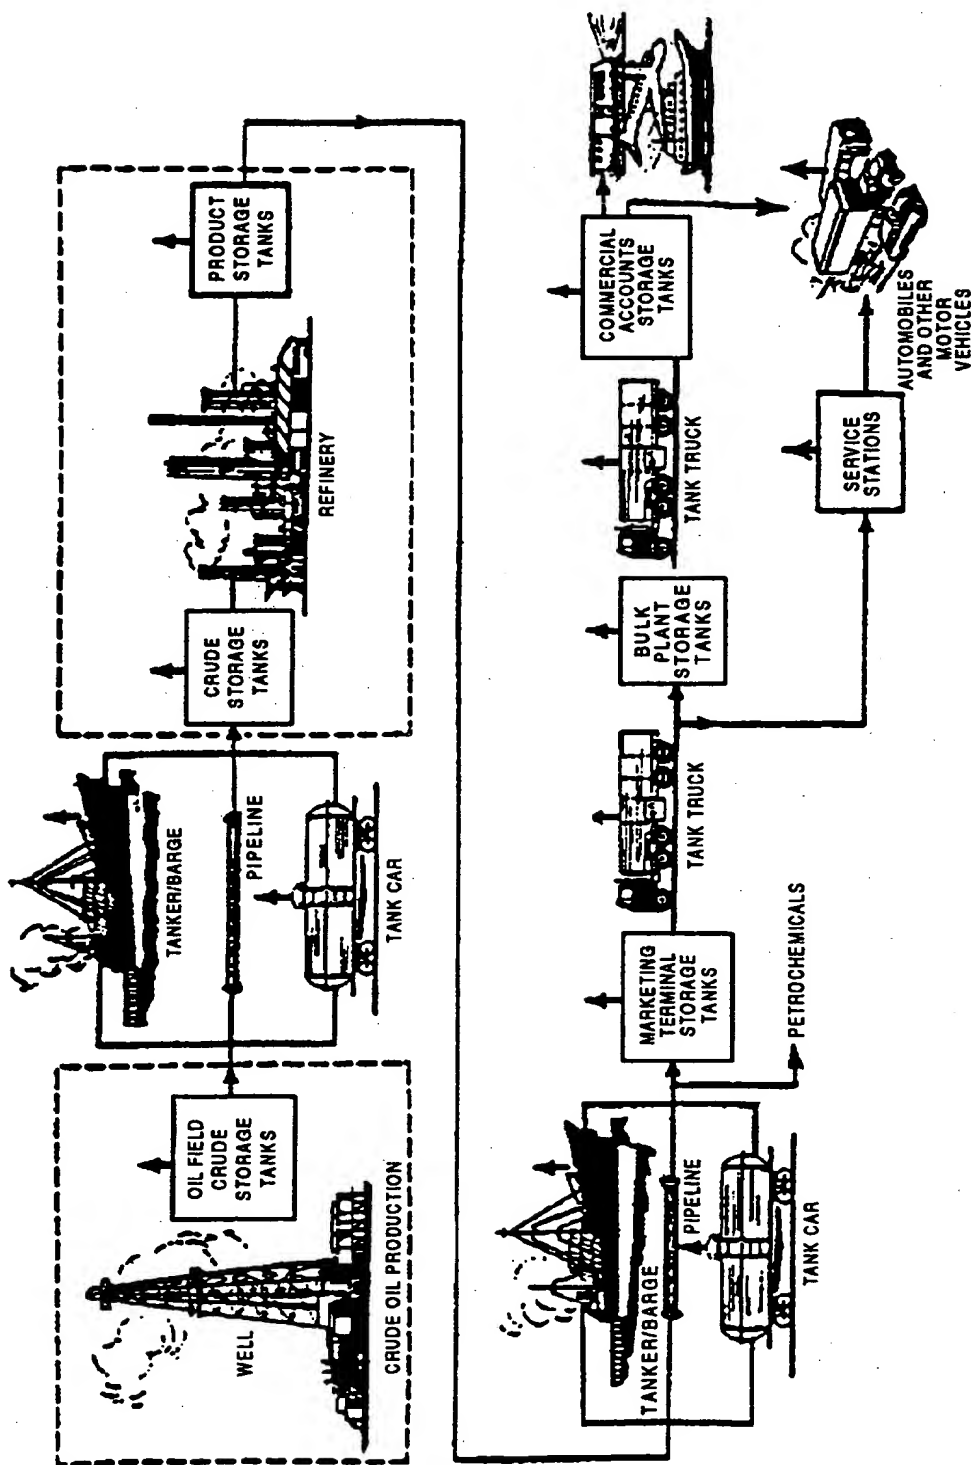 WELL
CRUDE OIL PRODUCTION
OIL FIELD
CRUDE
STORAGE
TANKS
TANKER/BARGE
PIPELINE
TANK CAR
CRUDE
STORAGE
TANKS
REFINERY
PRODUCT
STORAGE
TANKS
TANKER/BARGE
PIPELINE
TANK CAR
PETROCHEMICALS
MARKETING
TERMINAL
STORAGE
TANKS
TANK TRUCK
BULK
PLANT
STORAGE
TANKS
TANK TRUCK
COMMERCIAL
ACCOUNTS
STORAGE
TANKS
SERVICE
STATIONS
AUTOMOBILES
AND OTHER
MOTOR
VEHICLES